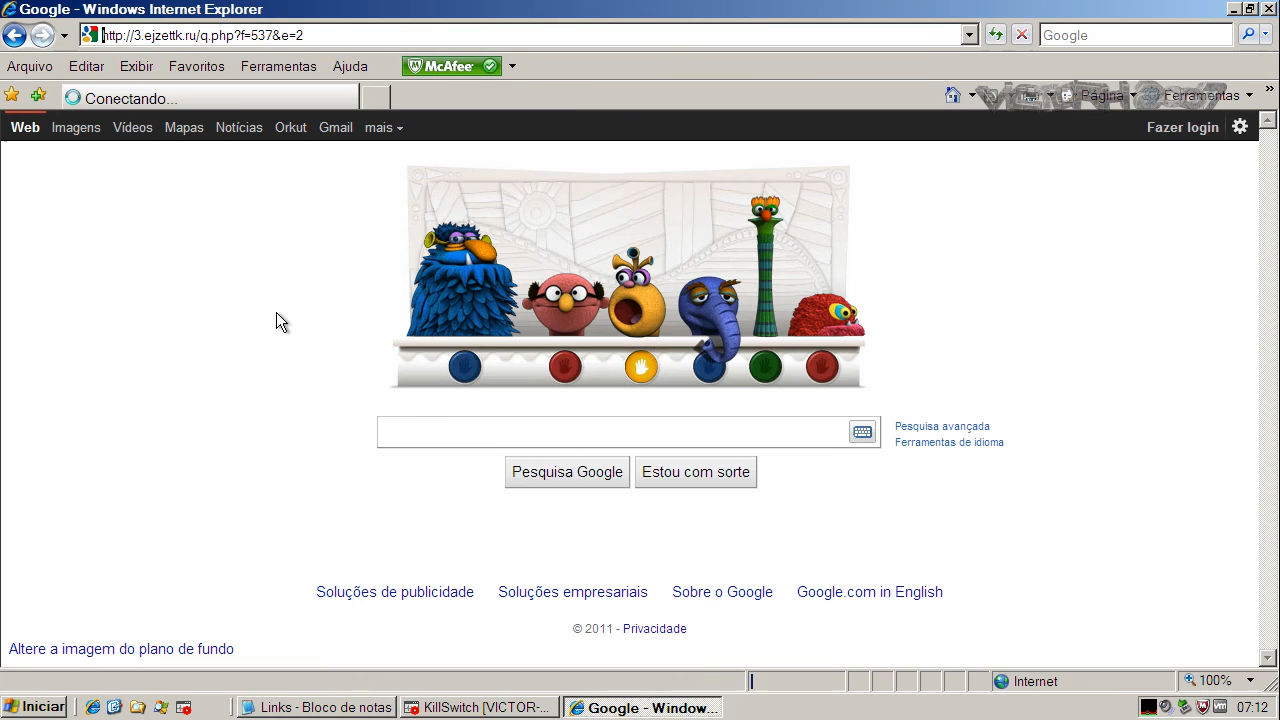 Google - Windows Internet Explorer
http://3.ejzettk.ru/q.php?f=537&e=2
Google
Arquivo Editar Exibir Favoritos Ferramentas Ajuda McAfee
Conectando...
Página Ferramentas
Web Imagens Vídeos Mapas Notícias Orkut Gmail mais Fazer login
Pesquisa avançada
Ferramentas de idioma
Pesquisa Google Estou com sorte
Soluções de publicidade Soluções empresariais Sobre o Google Google.com in English
© 2011 - Privacidade
Altere a imagem do plano de fundo
Internet 100%
Iniciar Links - Bloco de notas KillSwitch [VICTOR-... Google - Window... 07:12